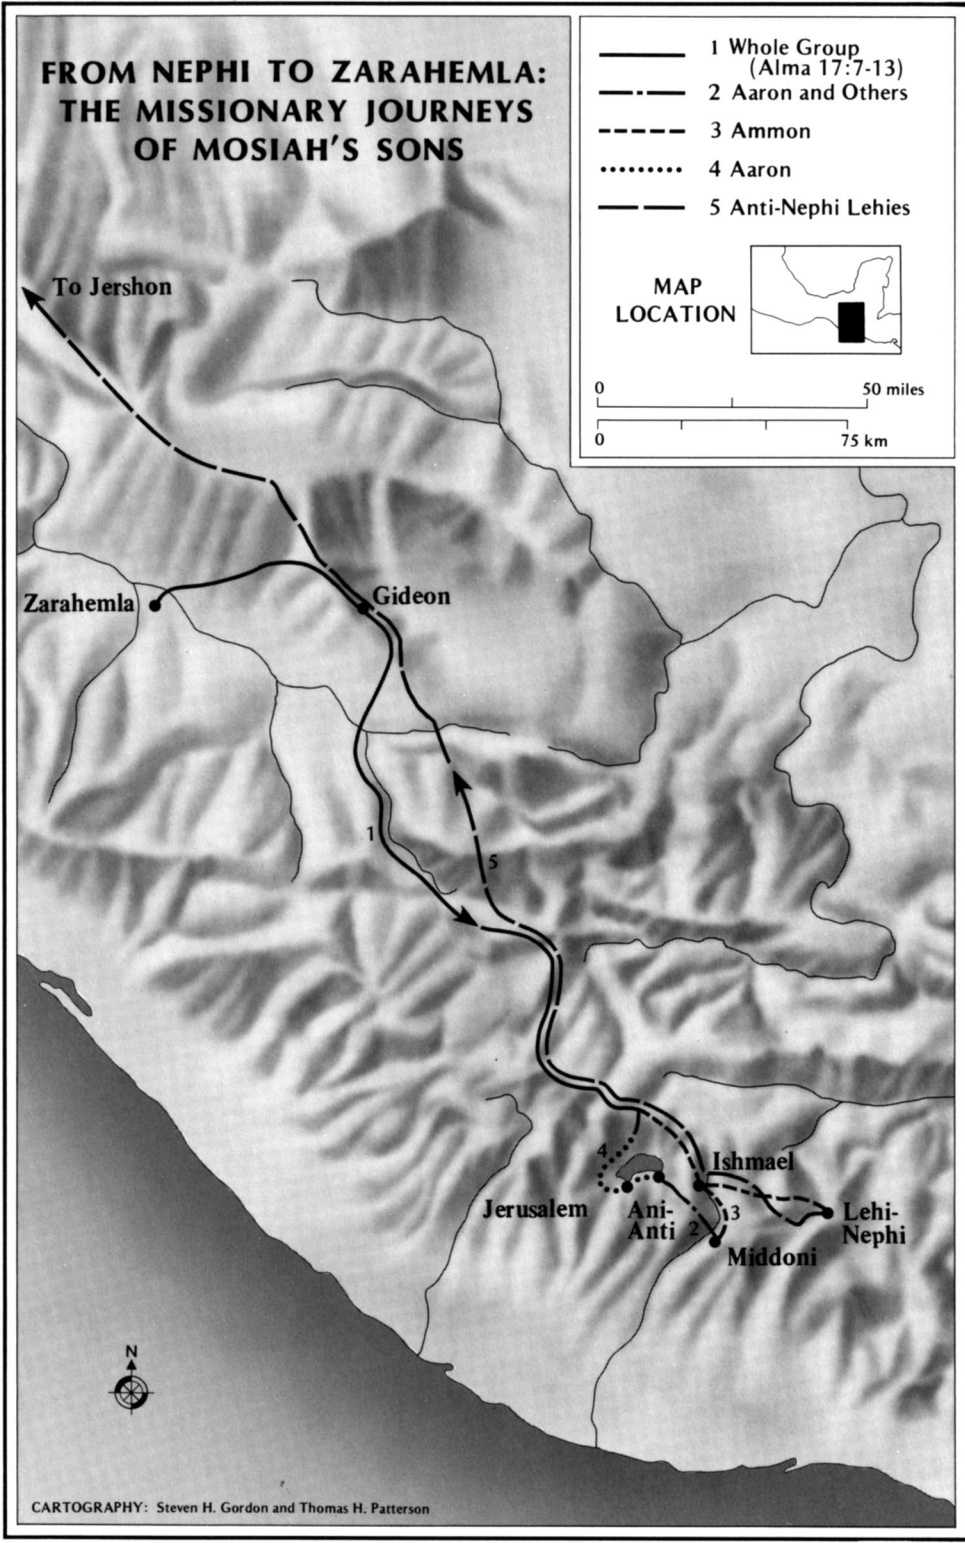 FROM NEPHI TO ZARAHEMLA:
THE MISSIONARY JOURNEYS
OF MOSIAH'S SONS
1 Whole Group
(Alma 17:7-13)
2 Aaron and Others
3 Ammon
4 Aaron
5 Anti-Nephi Lehies
MAP
LOCATION
0 50 miles
0 75 km
To Jershon
Zarahemla
Gideon
1
5
4
Ishmael
Jerusalem
Ani-
Anti
2
3
Lehi-
Nephi
Middoni
N
CARTOGRAPHY: Steven H. Gordon and Thomas H. Patterson